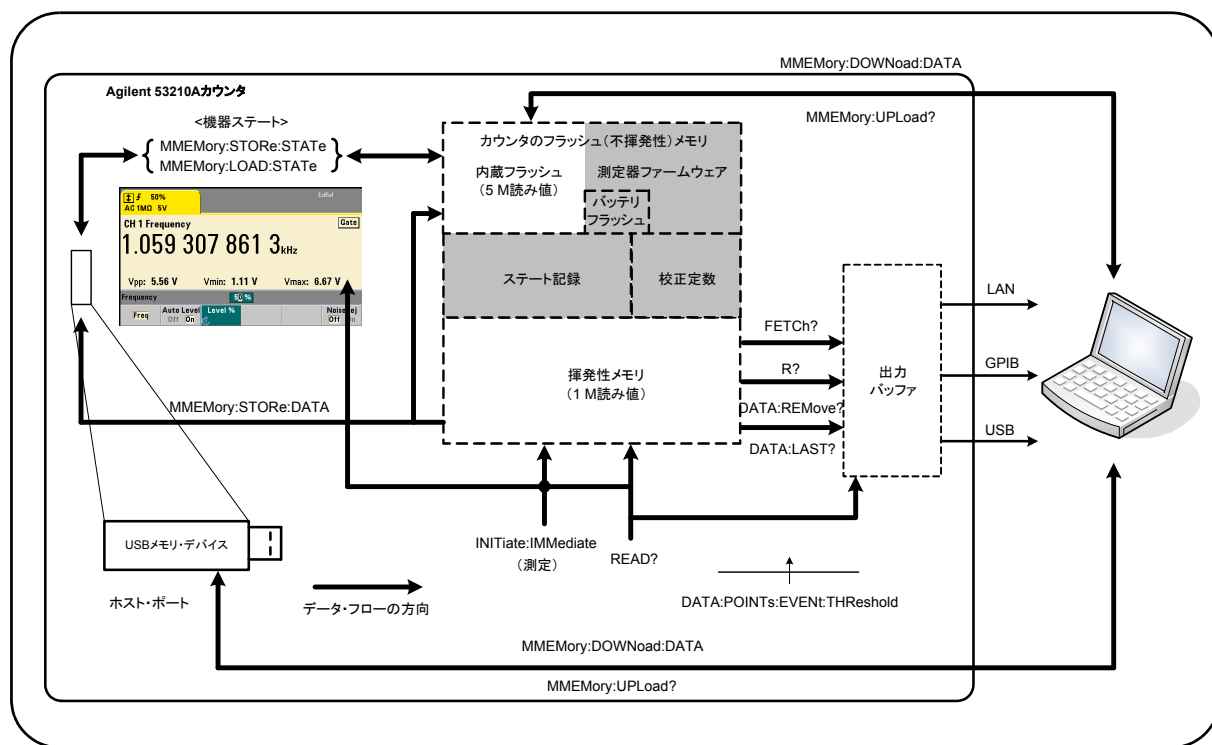 MMEMory:DOWNoad:DATA
Agilent 53210Aカウンタ
<機器ステート>
MMEMory:STORe:STATe
MMEMory:LOAD:STATe
MMEMory:UPLoad?
カウンタのフラッシュ(不揮発性)メモリ
内蔵フラッシュ
(5 M読み値)
測定器ファームウェア
バッテリ
フラッシュ
ステート記録
校正定数
50%
AC 1MΩ 5V
ExtRef
CH 1 Frequency
Gate
1.059 307 861 3kHz
Vpp: 5.56 V
Vmin: 1.11 V
Vmax: 6.67 V
Frequency
50 %
Freq
Auto Level
Off On
Level %
Off
揮発性メモリ
(1 M読み値)
FETCh?
R?
DATA:REMove?
DATA:LAST?
出力
バッファ
LAN
GPIB
USB
MMEMory:STORe:DATA
INITiate:IMMediate
(測定)
READ?
USBメモリ・デバイス
ホスト・ポート
データ・フローの方向
DATA:POINTs:EVENt:THReshold
MMEMory:DOWNoad:DATA
MMEMory:UPLoad?